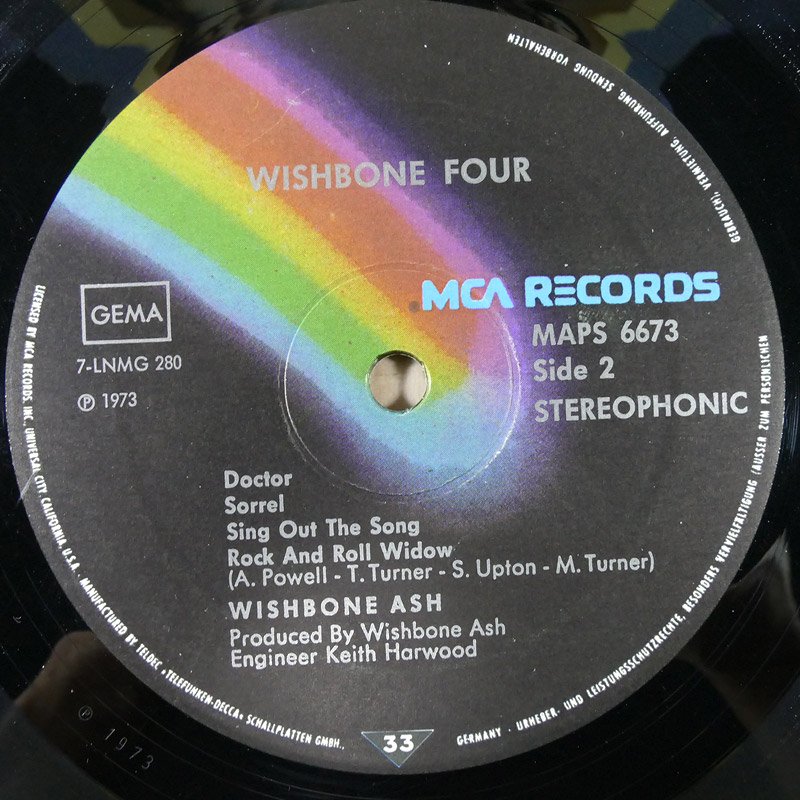 WISHBONE FOUR
MCA RECORDS
MAPS 6673
Side 2
STEREOPHONIC
GEMA
7-LNMG 280
Ⓟ 1973
Doctor
Sorrel
Sing Out The Song
Rock And Roll Widow
(A. Powell - T. Turner - S. Upton - M. Turner)
WISHBONE ASH
Produced By Wishbone Ash
Engineer Keith Harwood
LICENSED BY MCA RECORDS, INC., UNIVERSAL CITY, CALIFORNIA, U.S.A. · MANUFACTURED BY TELDEC »TELEFUNKEN-DECCA« SCHALLPLATTEN GMBH.,
33
GERMANY · URHEBER- UND LEISTUNGSSCHUTZRECHTE, BESONDERS VERVIELFÄLTIGUNG (AUSSER ZUM PERSÖNLICHEN
GEBRAUCH), VERMIETUNG, AUFFÜHRUNG, SENDUNG VORBEHALTEN
Ⓟ 1973